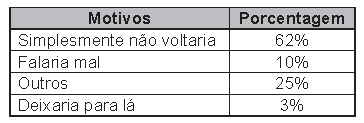 Motivos Porcentagem
Simplesmente não voltaria 62%
Falaria mal 10%
Outros 25%
Deixaria para lá 3%